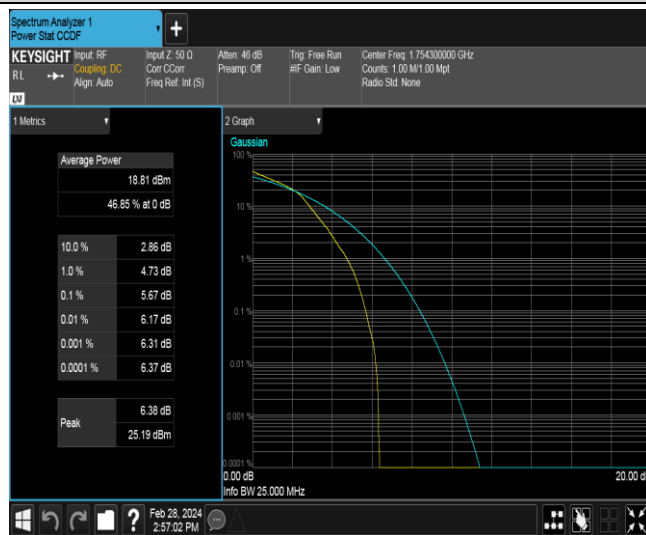 Spectrum Analyzer 1
Power Stat CCDF
KEYSIGHT
RL
LXI
Input: RF
Coupling: DC
Align: Auto
Input Z: 50 Ω
Corr CCorr
Freq Ref: Int (S)
Atten: 46 dB
Preamp: Off
Trig: Free Run
#IF Gain: Low
Center Freq: 1.754300000 GHz
Counts: 1.00 M/1.00 Mpt
Radio Std: None
1 Metrics
Average Power
18.81 dBm
46.85 % at 0 dB
10.0 % 2.86 dB
1.0 % 4.73 dB
0.1 % 5.67 dB
0.01 % 6.17 dB
0.001 % 6.31 dB
0.0001 % 6.37 dB
Peak 6.38 dB
25.19 dBm
2 Graph
Gaussian
100 %
10 %
1 %
0.1 %
0.01 %
0.001 %
0.0001 %
0.00 dB
20.00 d
Info BW 25.000 MHz
?
Feb 28, 2024
2:57:02 PM